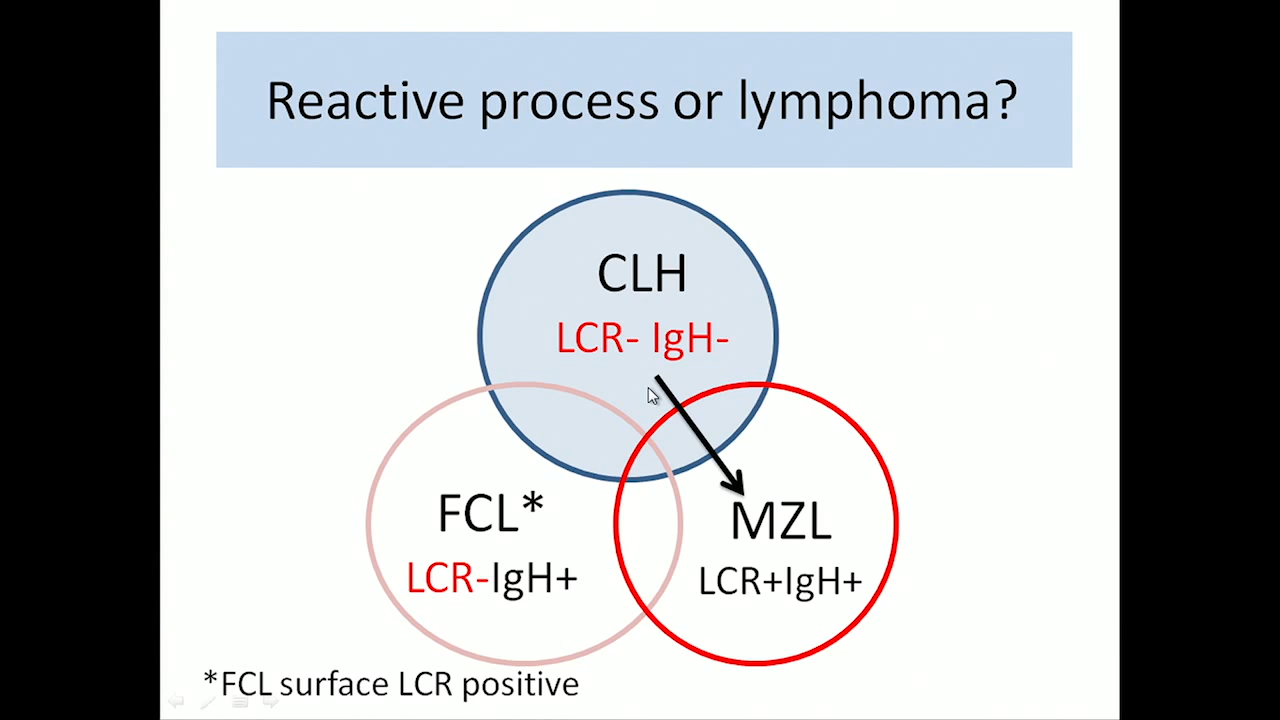 Reactive process or lymphoma?
CLH
LCR- IgH-
FCL*
LCR-IgH+
MZL
LCR+IgH+
*FCL surface LCR positive